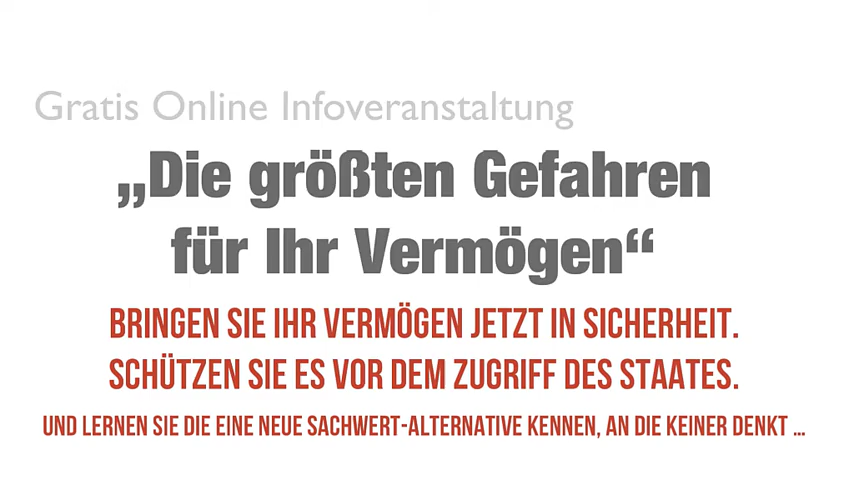 Gratis Online Infoveranstaltung
„Die größten Gefahren
für Ihr Vermögen“
BRINGEN SIE IHR VERMÖGEN JETZT IN SICHERHEIT.
SCHÜTZEN SIE ES VOR DEM ZUGRIFF DES STAATES.
UND LERNEN SIE DIE EINE NEUE SACHWERT-ALTERNATIVE KENNEN, AN DIE KEINER DENKT ...